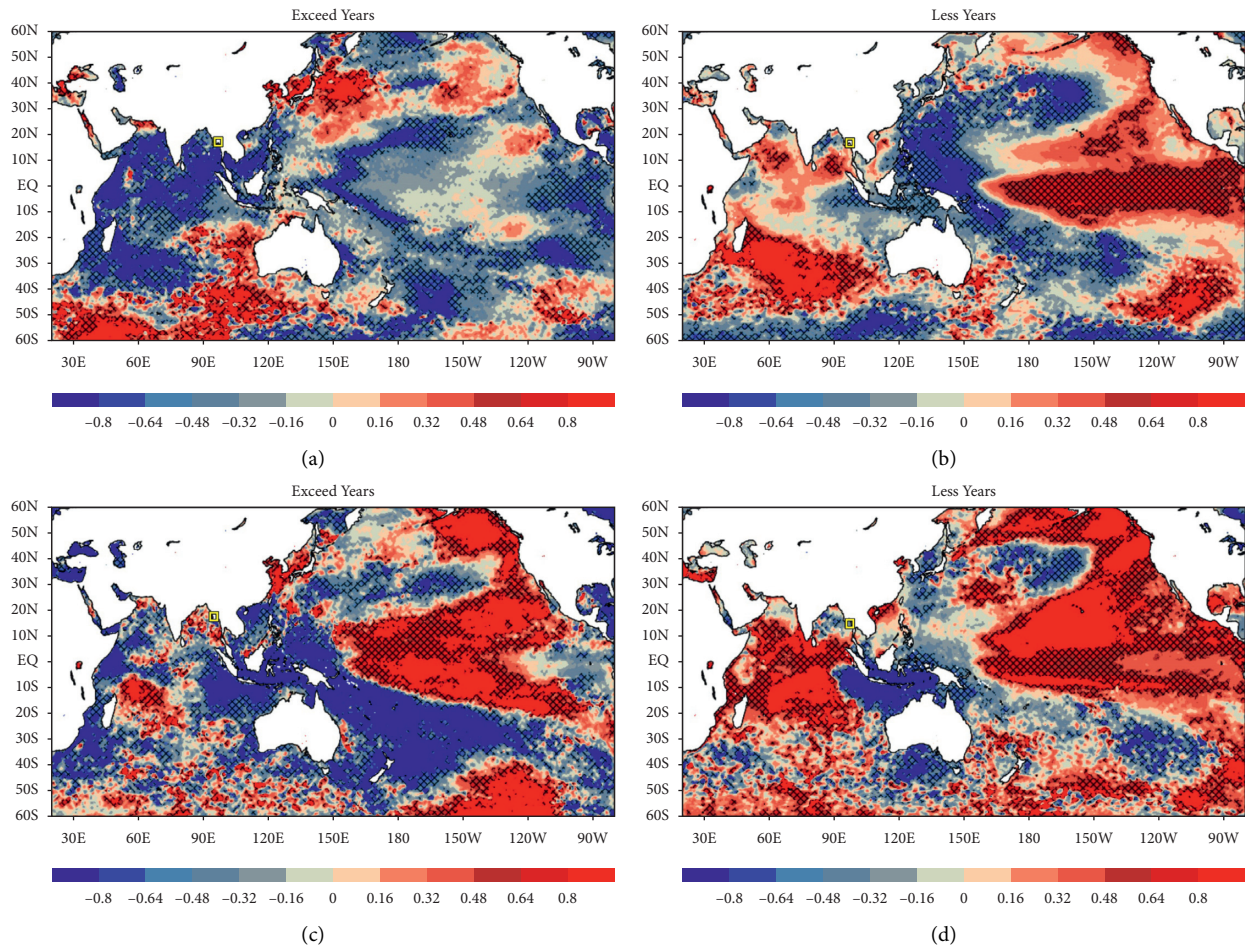 Exceed Years
60N
50N
40N
30N
20N
10N
EQ
10S
20S
30S
40S
50S
60S
30E 60E 90E 120E 150E 180 150W 120W 90W
−0.8 −0.64 −0.48 −0.32 −0.16 0 0.16 0.32 0.48 0.64 0.8
(a)
Less Years
60N
50N
40N
30N
20N
10N
EQ
10S
20S
30S
40S
50S
60S
30E 60E 90E 120E 150E 180 150W 120W 90W
−0.8 −0.64 −0.48 −0.32 −0.16 0 0.16 0.32 0.48 0.64 0.8
(b)
Exceed Years
60N
50N
40N
30N
20N
10N
EQ
10S
20S
30S
40S
50S
60S
30E 60E 90E 120E 150E 180 150W 120W 90W
−0.8 −0.64 −0.48 −0.32 −0.16 0 0.16 0.32 0.48 0.64 0.8
(c)
Less Years
60N
50N
40N
30N
20N
10N
EQ
10S
20S
30S
40S
50S
60S
30E 60E 90E 120E 150E 180 150W 120W 90W
−0.8 −0.64 −0.48 −0.32 −0.16 0 0.16 0.32 0.48 0.64 0.8
(d)